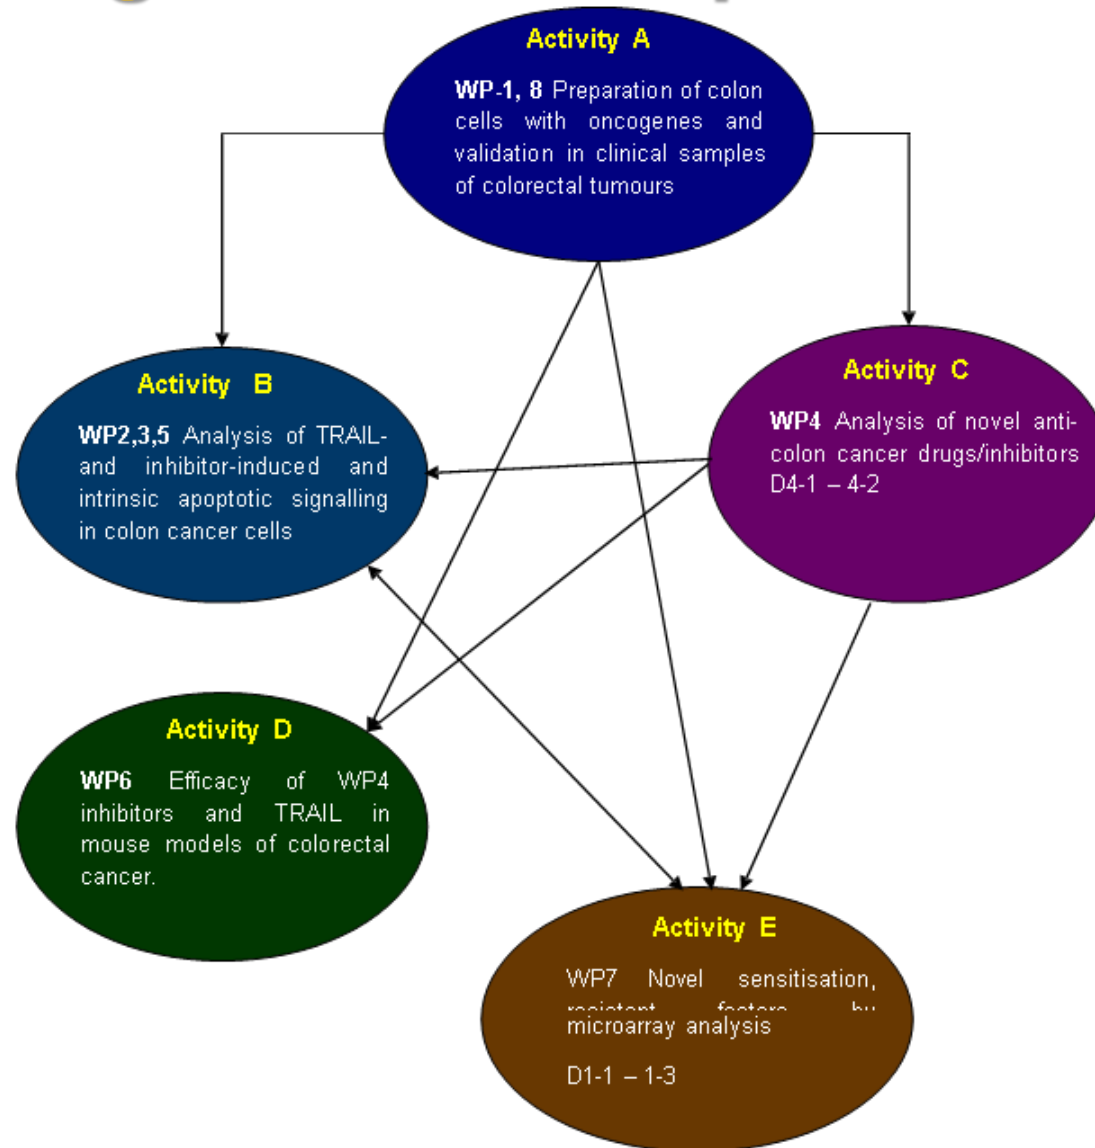 Activity A
WP-1, 8 Preparation of colon
cells with oncogenes and
validation in clinical samples
of colorectal tumours
Activity B
WP2,3,5 Analysis of TRAIL-
and inhibitor-induced and
intrinsic apoptotic signalling
in colon cancer cells
Activity C
WP4 Analysis of novel anti-
colon cancer drugs/inhibitors
D4-1 – 4-2
Activity D
WP6 Efficacy of WP4
inhibitors and TRAIL in
mouse models of colorectal
cancer.
Activity E
WP7 Novel sensitisation,
resistant factors by
microarray analysis
D1-1 – 1-3